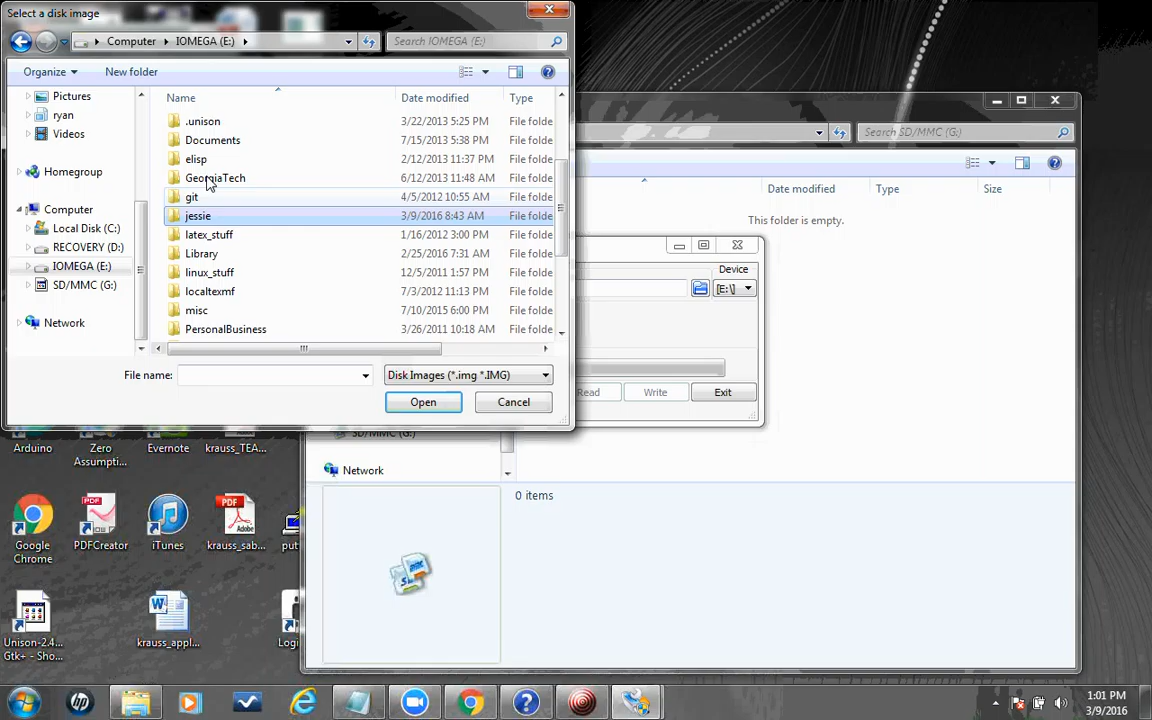 Select a disk image
Computer
IOMEGA (E:)
Search IOMEGA (E:)
Organize
New folder
Pictures
ryan
Videos
Homegroup
Computer
Local Disk (C:)
RECOVERY (D:)
IOMEGA (E:)
SD/MMC (G:)
Network
Name
Date modified
Type
.unison
3/22/2013 5:25 PM
File folde
Documents
7/15/2013 5:38 PM
File folde
elisp
2/12/2013 11:37 PM
File folde
GeorgiaTech
6/12/2013 11:48 AM
File folde
git
4/5/2012 10:55 AM
File folde
jessie
3/9/2016 8:43 AM
File folde
latex_stuff
1/16/2012 3:00 PM
File folde
Library
2/25/2016 7:31 AM
File folde
linux_stuff
12/5/2011 1:57 PM
File folde
localtexmf
7/3/2012 11:13 PM
File folde
misc
7/10/2015 6:00 PM
File folde
PersonalBusiness
3/26/2011 10:18 AM
File folde
File name:
Disk Images (*.img *.IMG)
Open
Cancel
Search SD/MMC (G:)
Date modified
Type
Size
This folder is empty.
Device
[E:\]
Read
Write
Exit
SD/MMC (G:)
Network
0 items
Arduino
Zero
Assumpti...
Evernote
krauss_TEA...
Google
Chrome
PDFCreator
iTunes
krauss_sab...
putt
Unison-2.4...
Gtk+ - Sho...
krauss_appl...
Logi
1:01 PM
3/9/2016